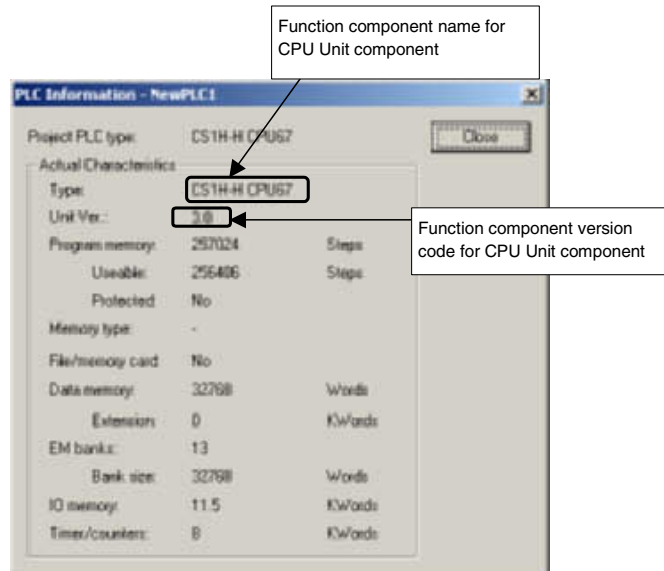 Function component name for
CPU Unit component
PLC Information - NewPLC1
Project PLC type: CS1H-H CPU67 Close
Actual Characteristics
Type: CS1H-H CPU67
Unit Ver.: 3.0
Function component version
code for CPU Unit component
Program memory: 257024 Steps
Useable: 256406 Steps
Protected: No
Memory type: -
File/memory card: No
Data memory: 32768 Words
Extension: 0 KWords
EM banks: 13
Bank size: 32768 Words
IO memory: 11.5 KWords
Timer/counters: 8 KWords